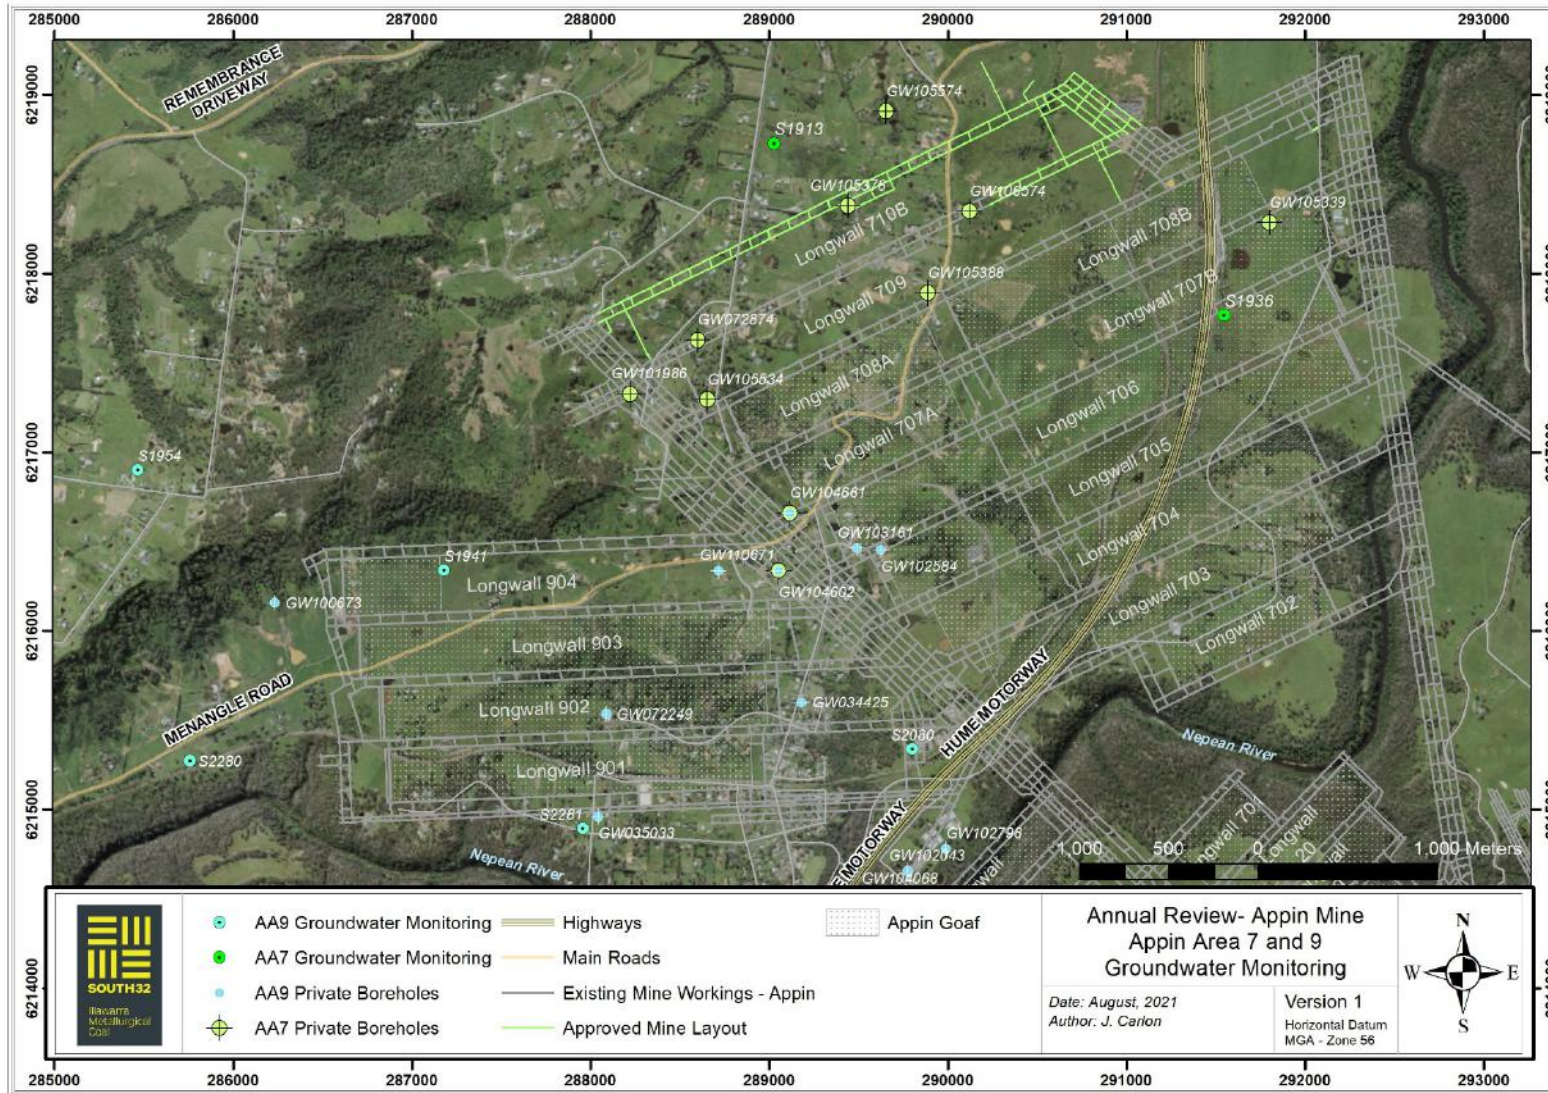 285000
286000
287000
288000
289000
290000
291000
292000
293000
6219000
6218000
6217000
6216000
6215000
6214000
REMEMBRANCE
DRIVEWAY
GW105574
S1913
GW105376
GW106574
GW105339
Longwall 710B
Longwall 708B
GW105388
Longwall 709
Longwall 707B
S1936
GW072874
GW101986
GW105834
Longwall 708A
Longwall 706
Longwall 707A
Longwall 705
S1954
GW104661
GW103161
Longwall 704
S1941
GW110671
GW102584
Longwall 904
GW104602
Longwall 703
GW100673
Longwall 702
Longwall 903
MENANGLE ROAD
Longwall 902
GW072249
GW034425
S2080
HUME MOTORWAY
Nepean River
S2280
Longwall 901
S2281
GW035033
GW102798
GW102043
Nepean River
GW104068
1,000 500 0 1,000 Meters
SOUTH32
Illawarra
Metallurgical
Coal
AA9 Groundwater Monitoring
AA7 Groundwater Monitoring
AA9 Private Boreholes
AA7 Private Boreholes
Highways
Main Roads
Existing Mine Workings - Appin
Approved Mine Layout
Appin Goaf
Annual Review- Appin Mine
Appin Area 7 and 9
Groundwater Monitoring
Date: August, 2021
Author: J. Carlon
Version 1
Horizontal Datum
MGA - Zone 56
N
W E
S
285000
286000
287000
288000
289000
290000
291000
292000
293000